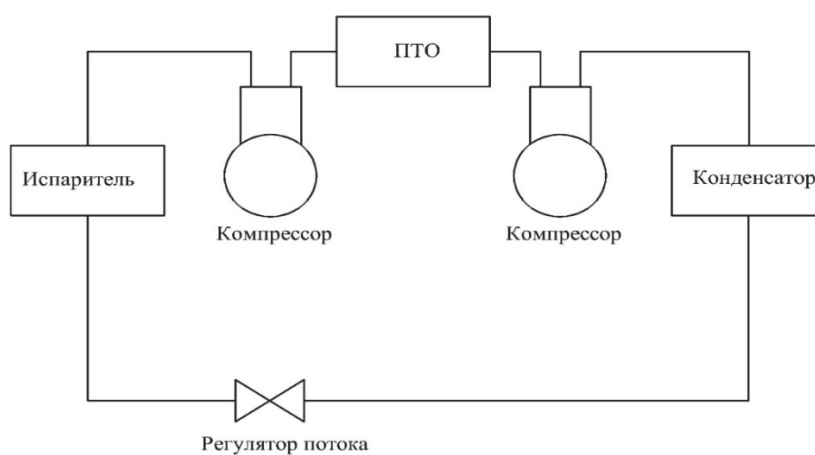 ПТО
Испаритель
Конденсатор
Компрессор
Компрессор
Регулятор потока